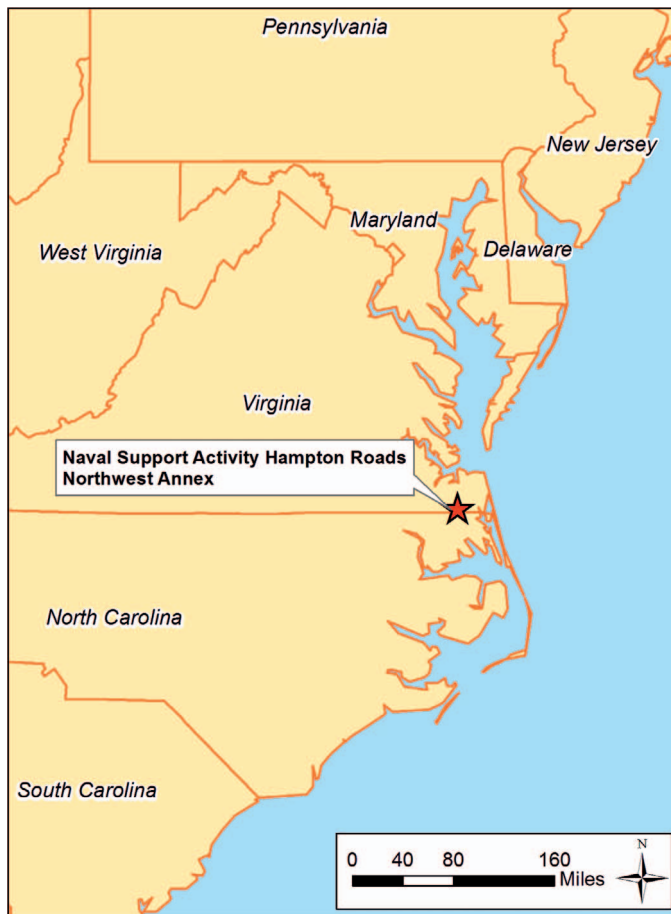 Pennsylvania
New Jersey
Maryland
Delaware
West Virginia
Virginia
Naval Support Activity Hampton Roads
Northwest Annex
North Carolina
South Carolina
N
0 40 80 160
Miles